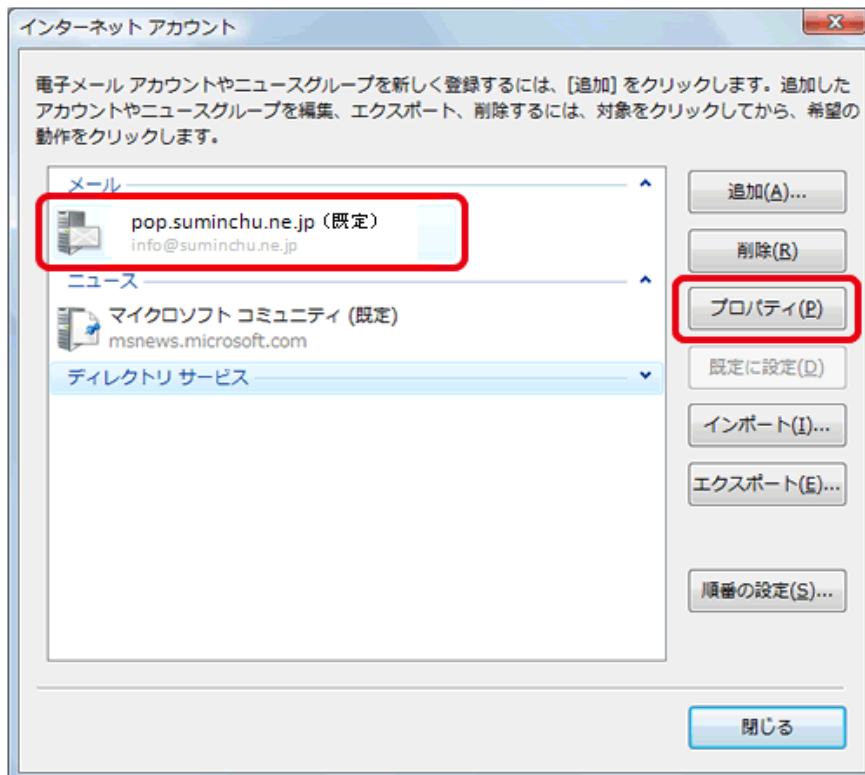 インターネット アカウント
電子メール アカウントやニュースグループを新しく登録するには、[追加] をクリックします。追加した
アカウントやニュースグループを編集、エクスポート、削除するには、対象をクリックしてから、希望の
動作をクリックします。
メール
pop.suminchu.ne.jp（既定）
info@suminchu.ne.jp
ニュース
マイクロソフト コミュニティ (既定)
msnews.microsoft.com
ディレクトリ サービス
追加(A)...
削除(R)
プロパティ(P)
既定に設定(D)
インポート(I)...
エクスポート(E)...
順番の設定(S)...
閉じる